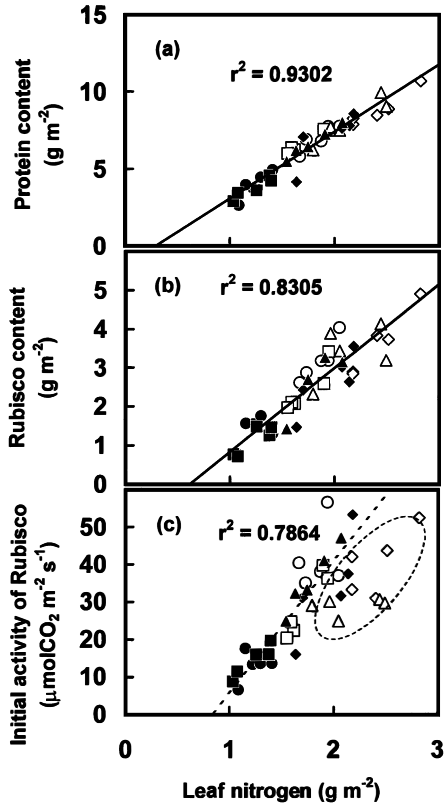 (a)
r² = 0.9302
Protein content
(g m⁻²)
15
10
5
0
(b)
r² = 0.8305
Rubisco content
(g m⁻²)
5
4
3
2
1
0
(c)
r² = 0.7864
Initial activity of Rubisco
(μmolCO₂ m⁻² s⁻¹)
50
40
30
20
10
0
0 1 2 3
Leaf nitrogen (g m⁻²)